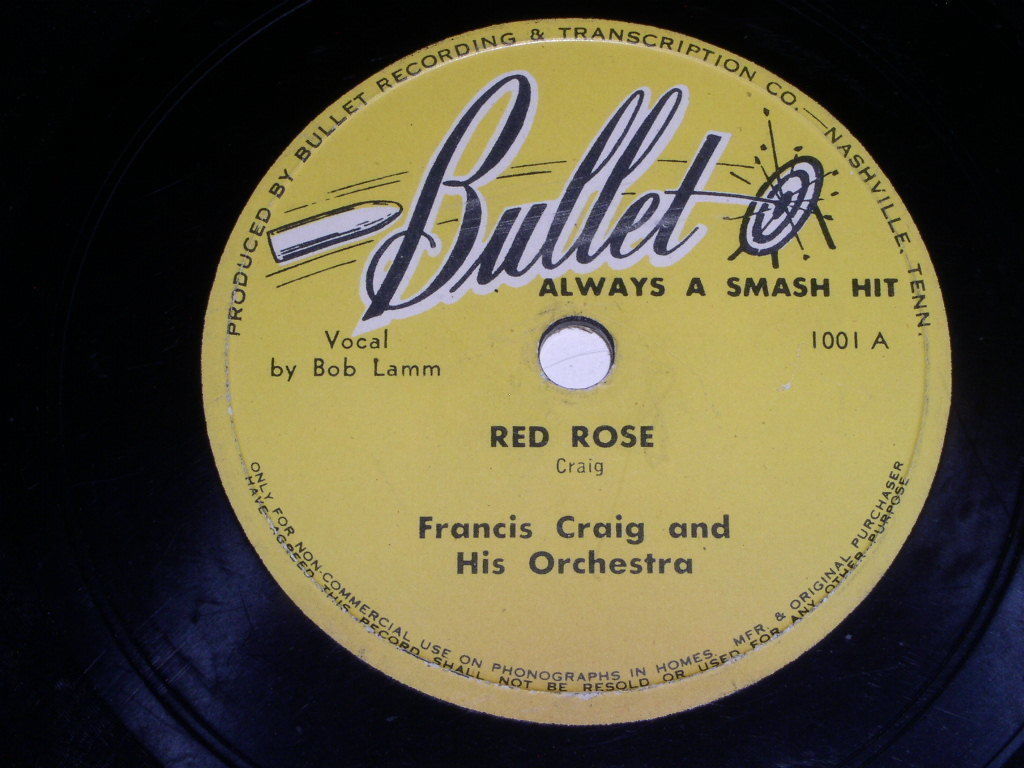 PRODUCED BY BULLET RECORDING & TRANSCRIPTION CO.—NASHVILLE, TENN.
Bullet
ALWAYS A SMASH HIT
Vocal
by Bob Lamm
1001 A
RED ROSE
Craig
Francis Craig and
His Orchestra
ONLY FOR NON-COMMERCIAL USE ON PHONOGRAPHS IN HOMES. MFR. & ORIGINAL PURCHASER
HAVE AGREED THIS RECORD SHALL NOT BE RESOLD OR USED FOR ANY OTHER PURPOSE